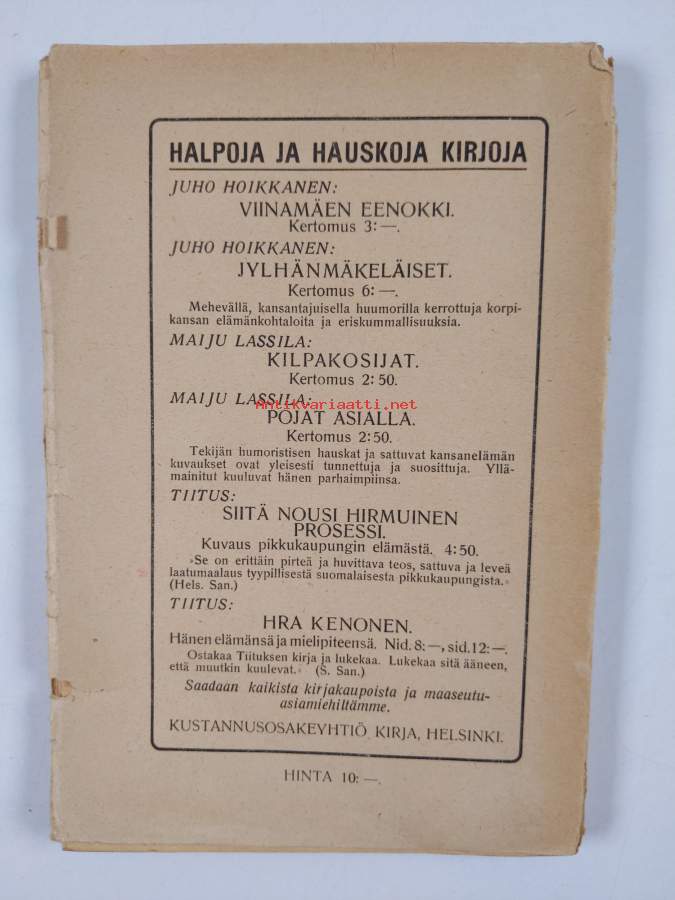 HALPOJA JA HAUSKOJA KIRJOJA
JUHO HOIKKANEN:
VIINAMÄEN EENOKKI.
Kertomus 3: —.
JUHO HOIKKANEN:
JYLHÄNMÄKELÄISET.
Kertomus 6: —.
Mehevällä, kansantajuisella huumorilla kerrottuja korpi-
kansan elämänkohtaloita ja eriskummallisuuksia.
MAIJU LASSILA:
KILPAKOSIJAT.
Kertomus 2: 50.
MAIJU LASSILA:
Antikvariaatti.net
POJAT ASIALLA.
Kertomus 2: 50.
Tekijän humoristisen hauskat ja sattuvat kansanelämän
kuvaukset ovat yleisesti tunnettuja ja suosittuja. Yllä-
mainitut kuuluvat hänen parhaimpiinsa.
TIITUS:
SIITÄ NOUSI HIRMUINEN
PROSESSI.
Kuvaus pikkukaupungin elämästä. 4: 50.
»Se on erittäin pirteä ja huvittava teos, sattuva ja leveä
laatumaalaus tyypillisestä suomalaisesta pikkukaupungista.»
(Hels. San.)
TIITUS:
HRA KENONEN.
Hänen elämänsä ja mielipiteensä. Nid. 8: —, sid. 12: —.
Ostakaa Tiituksen kirja ja lukekaa. Lukekaa sitä ääneen,
että muutkin kuulevat.» (S. San.)
Saadaan kaikista kirjakaupoista ja maaseutu-
asiamiehiltämme.
KUSTANNUSOSAKEYHTIÖ KIRJA, HELSINKI.
HINTA 10: —.